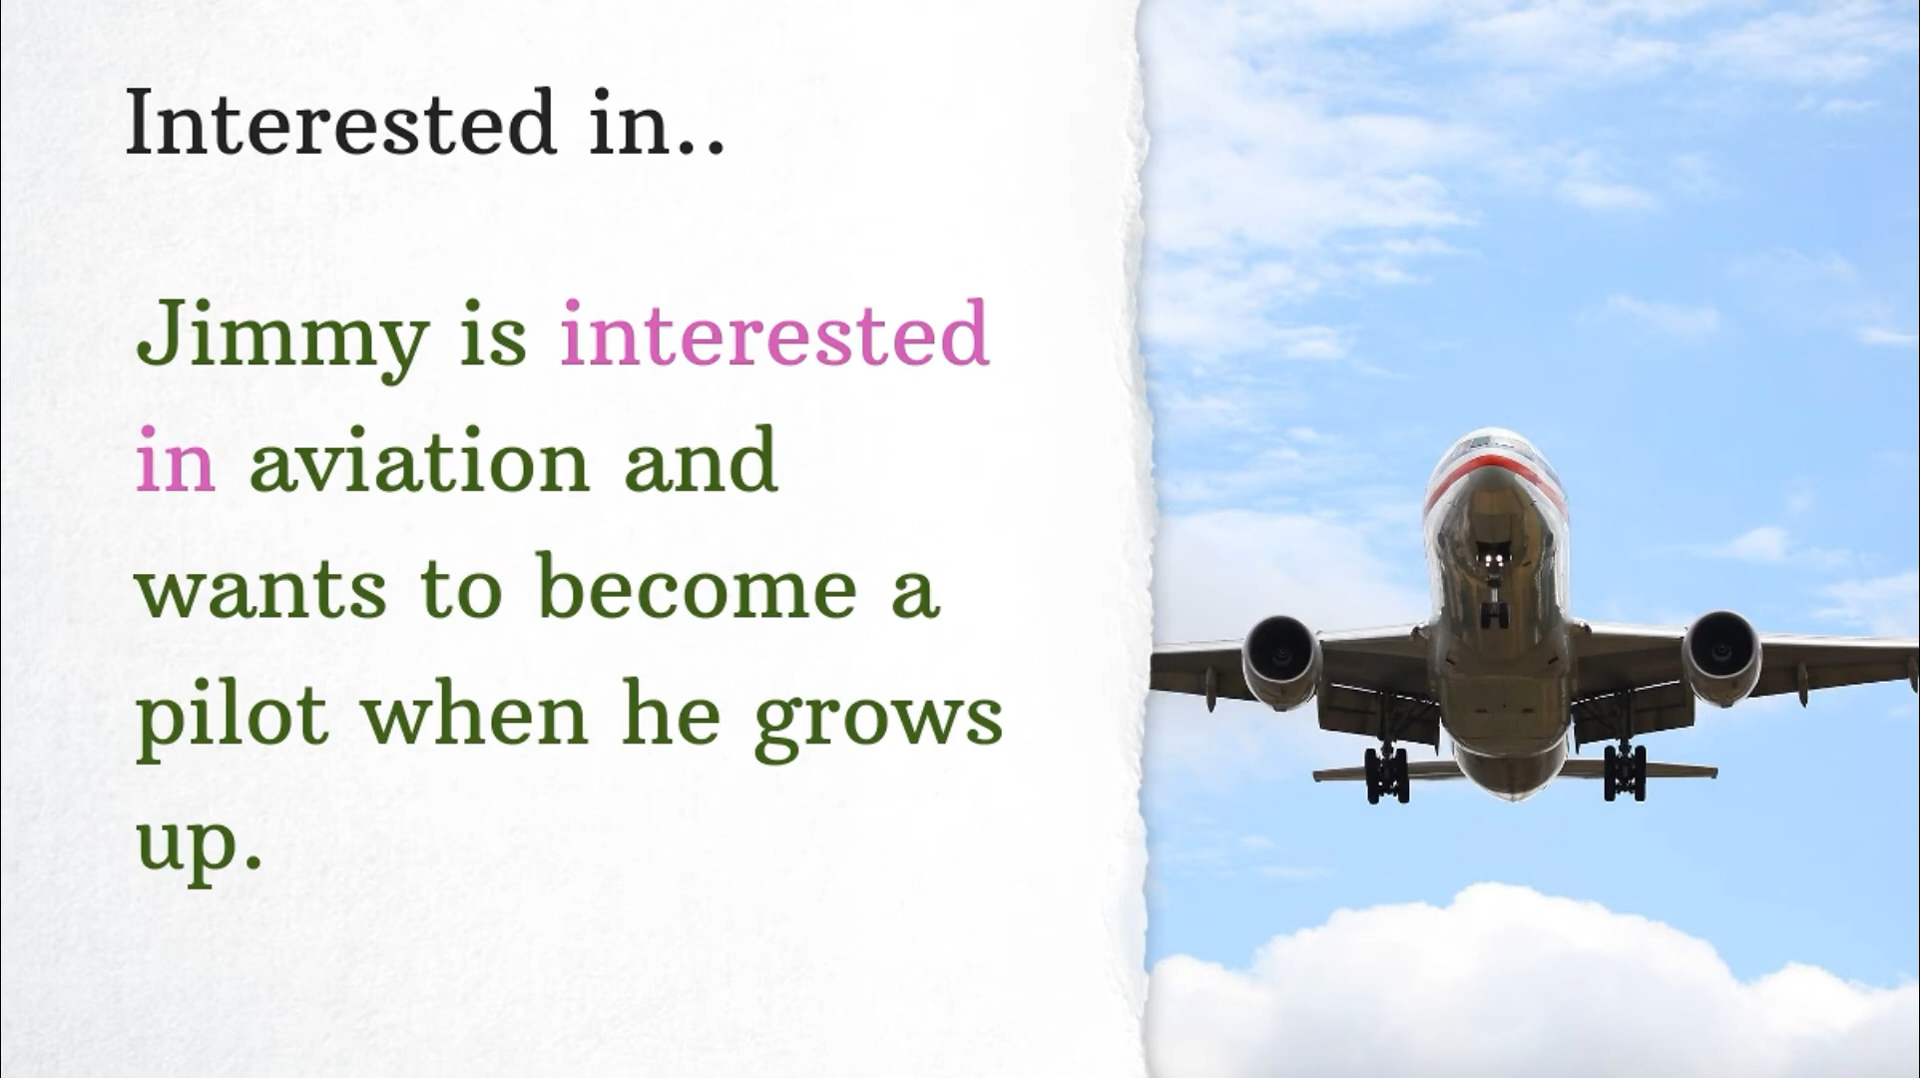 Interested in..
Jimmy is interested
in aviation and
wants to become a
pilot when he grows
up.